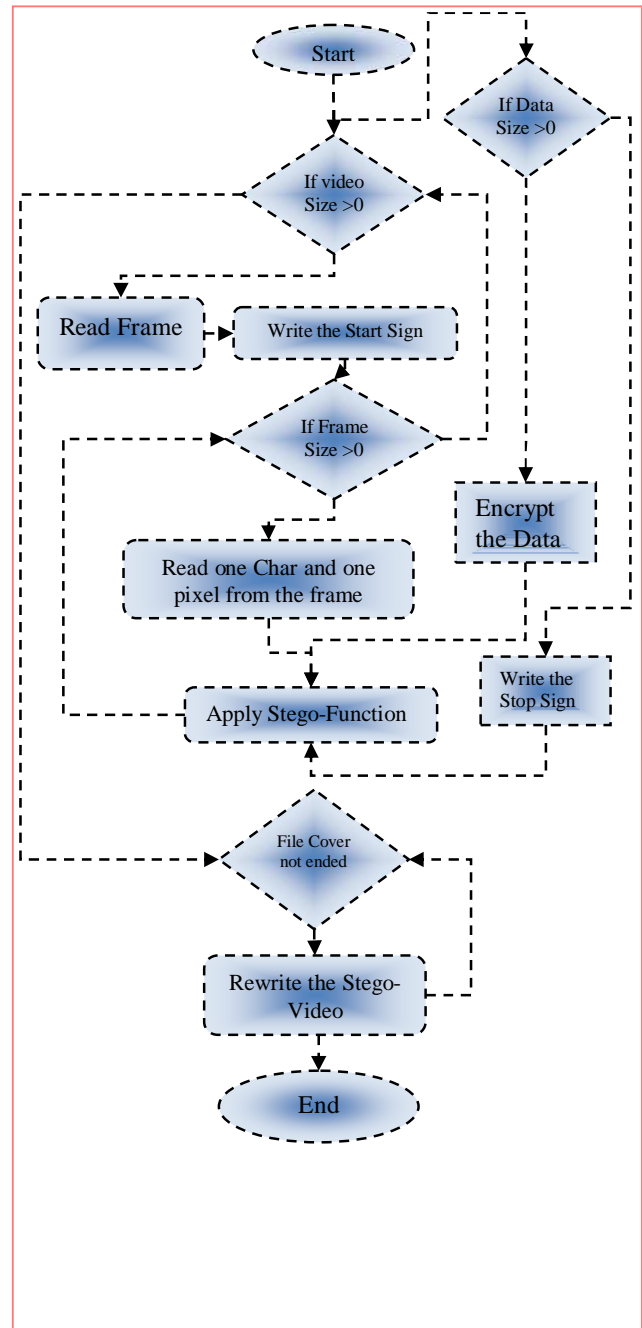 Start
If Data
Size >0
If video
Size >0
Read Frame
Write the Start Sign
If Frame
Size >0
Encrypt
the Data
Read one Char and one
pixel from the frame
Write the
Stop Sign
Apply Stego-Function
File Cover
not ended
Rewrite the Stego-
Video
End